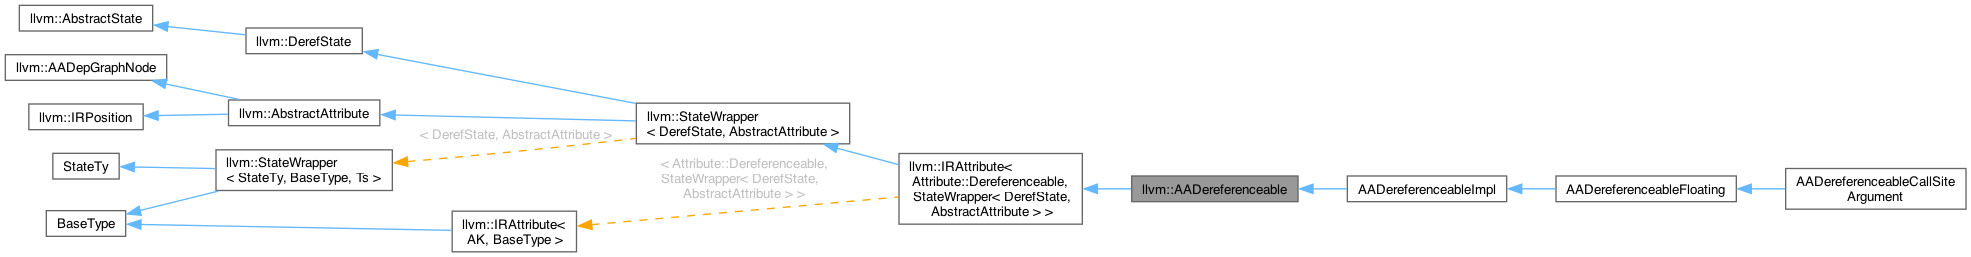 llvm::AbstractState
llvm::DerefState
llvm::AADepGraphNode
llvm::AbstractAttribute
llvm::IRPosition
llvm::StateWrapper
< DerefState, AbstractAttribute >
< DerefState, AbstractAttribute >
StateTy
llvm::StateWrapper
< StateTy, BaseType, Ts >
< Attribute::Dereferenceable,
StateWrapper< DerefState,
AbstractAttribute > >
llvm::IRAttribute<
Attribute::Dereferenceable,
StateWrapper< DerefState,
AbstractAttribute > >
llvm::AADereferenceable
AADereferenceableImpl
AADereferenceableFloating
AADereferenceableCallSite
Argument
BaseType
llvm::IRAttribute<
AK, BaseType >